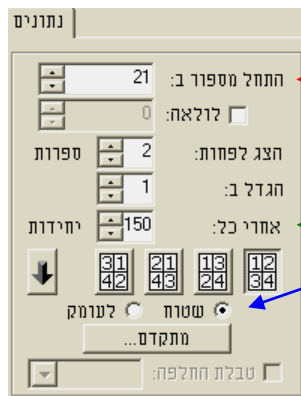 נתונים
התחל מספור ב: 21
לולאה: 0
הצג לפחות: 2 ספרות
הגדל ב: 1
אחרי כל: 150 יחידות
31 21 13 12
42 43 24 34
שטוח לעומק
מתקדם...
טבלת החלפה: